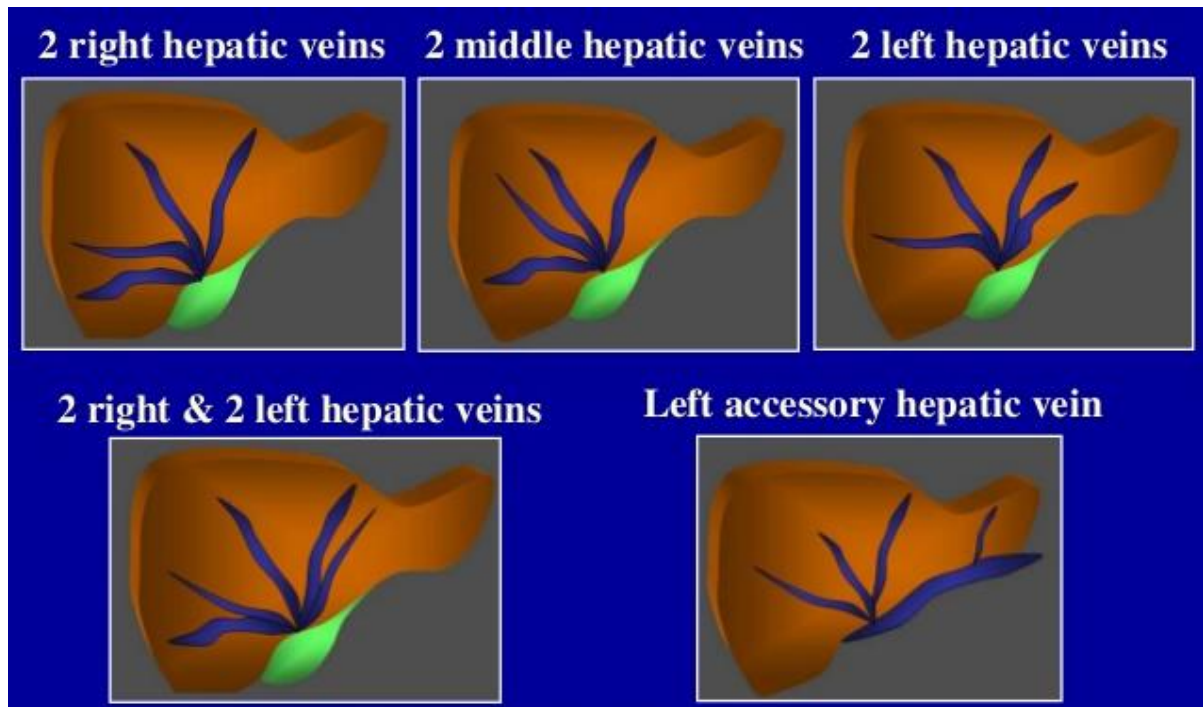 2 right hepatic veins
2 middle hepatic veins
2 left hepatic veins
2 right & 2 left hepatic veins
Left accessory hepatic vein